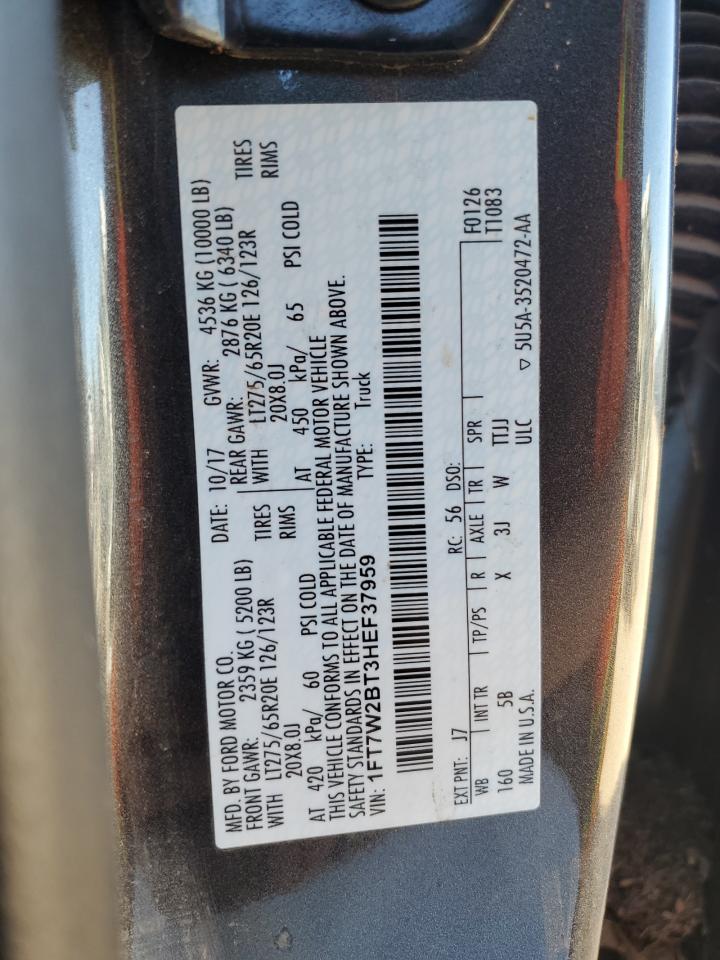 MFD. BY FORD MOTOR CO.
DATE: 10/17 GVWR: 4536 KG (10000 LB)
FRONT GAWR: 2359 KG ( 5200 LB) REAR GAWR: 2876 KG ( 6340 LB)
WITH LT275/65R20E 126/123R TIRES WITH LT275/65R20E 126/123R TIRES
20X8.0J RIMS 20X8.0J RIMS
AT 420 kPa/ 60 PSI COLD AT 450 kPa/ 65 PSI COLD
THIS VEHICLE CONFORMS TO ALL APPLICABLE FEDERAL MOTOR VEHICLE
SAFETY STANDARDS IN EFFECT ON THE DATE OF MANUFACTURE SHOWN ABOVE.
VIN: 1FT7W2BT3HEF37959 TYPE: Truck
F0126
EXT PNT: J7 RC: 56 DSO: TT1083
WB INT TR TP/PS R AXLE TR SPR
160 5B X 3J W TTJJ
MADE IN U.S.A. ULC ▽ 5U5A-3520472-AA